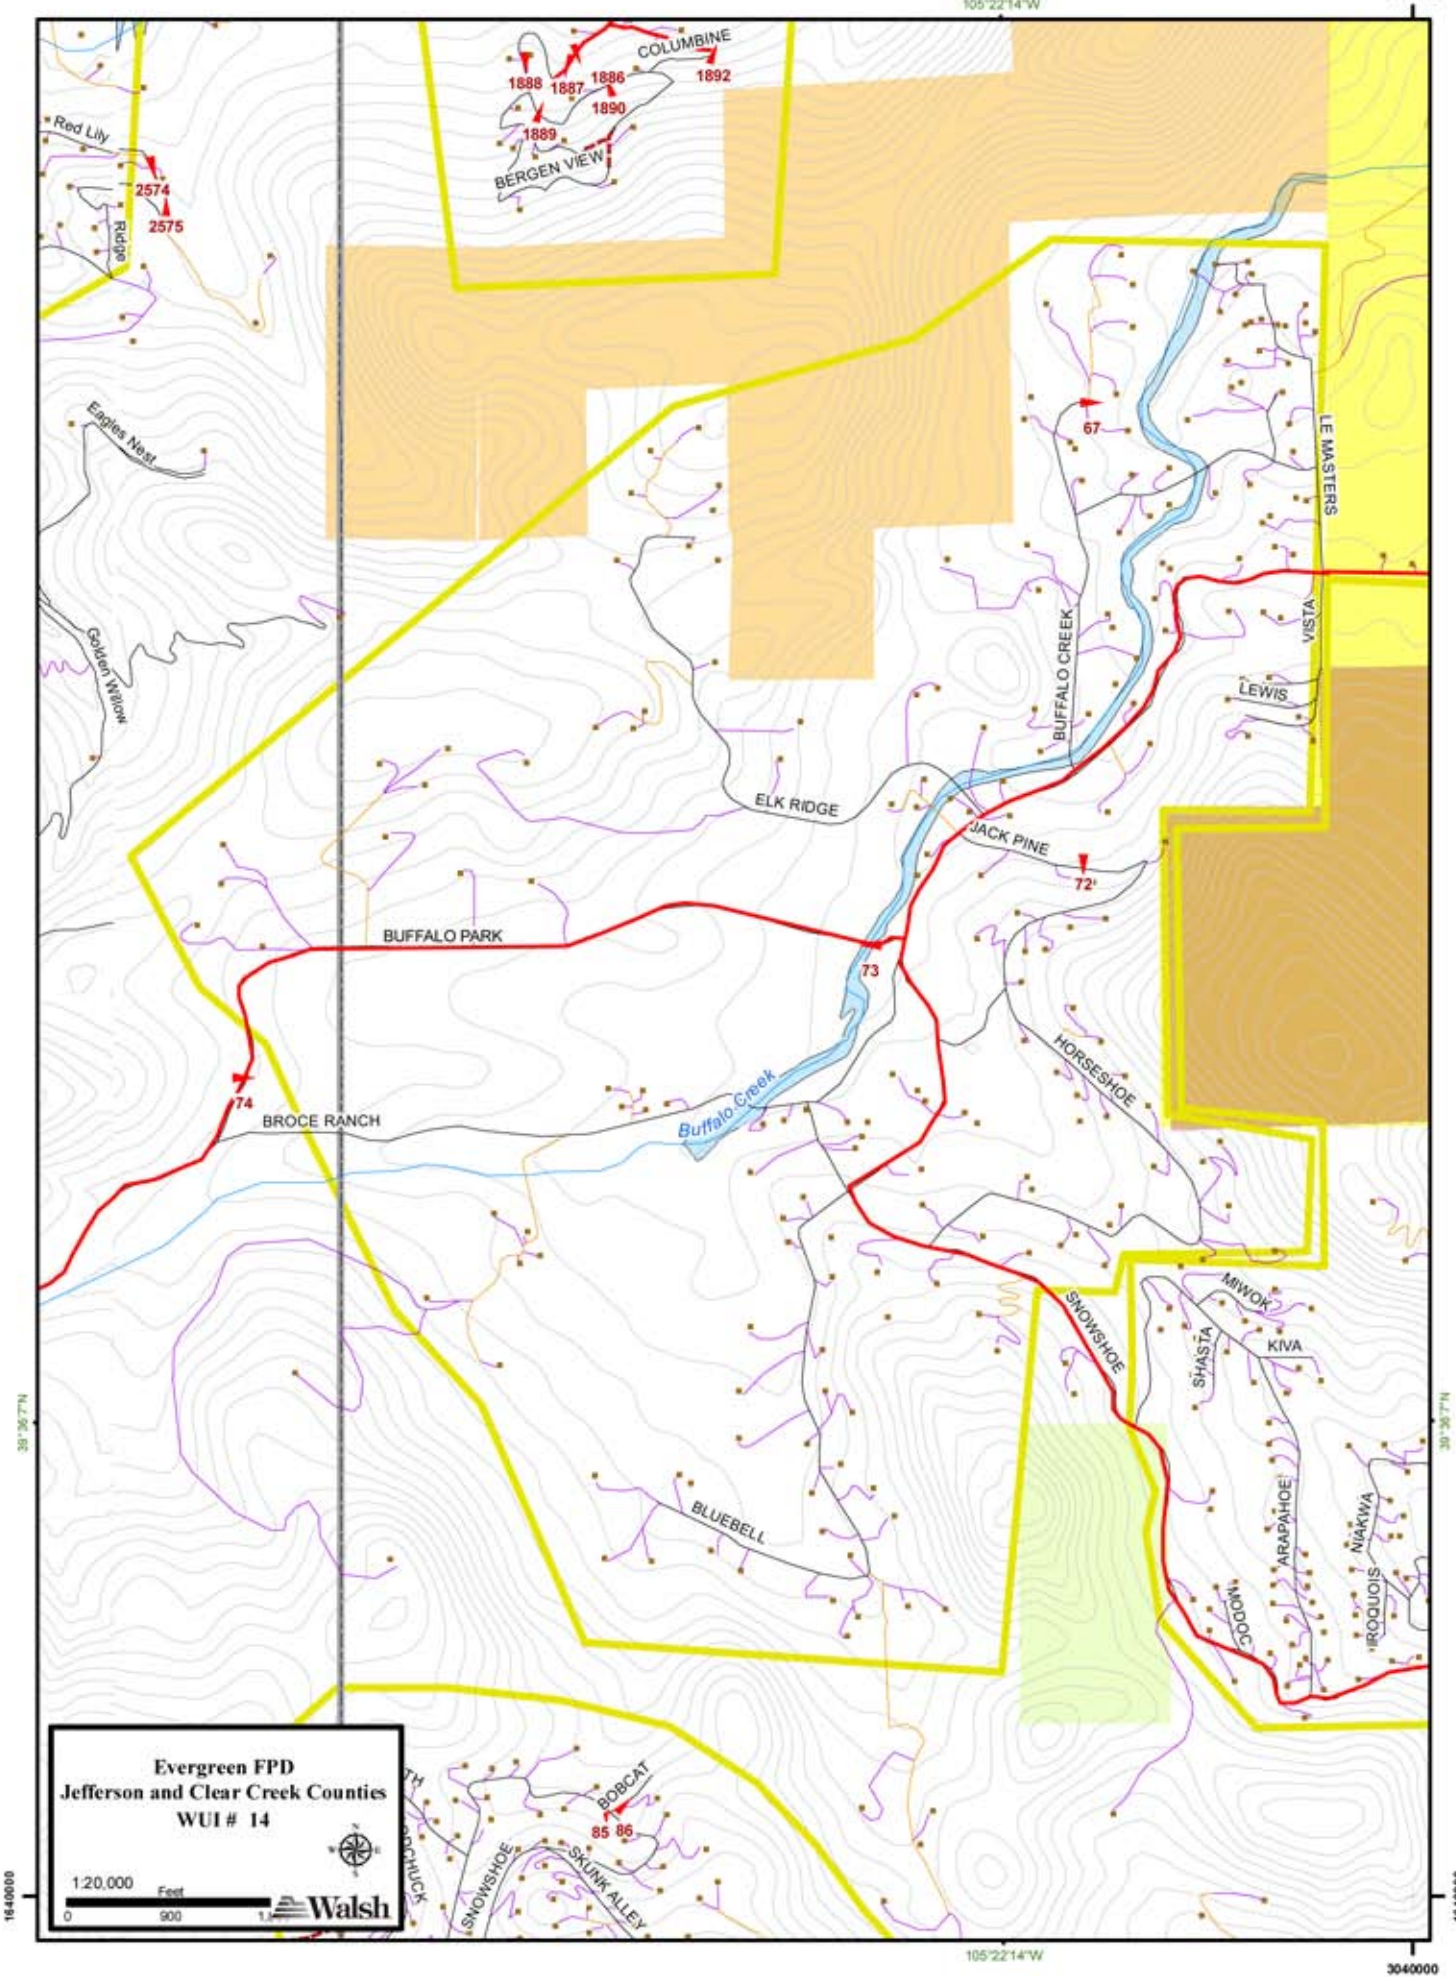 105°22'14"W
COLUMBINE
1888
1887
1886
1892
1890
1889
BERGEN VIEW
Red Lily
2574
2575
Ridge
Eagles Nest
67
LE MASTERS
Golden Willow
BUFFALO CREEK
VISTA
LEWIS
ELK RIDGE
JACK PINE
72
BUFFALO PARK
73
HORSESHOE
74
BROCE RANCH
Buffalo Creek
MIWOK
SNOWSHOE
SHASTA
KIVA
39°36'7"N
39°36'7"N
BLUEBELL
ARAPAHOE
NIAKWA
MODOC
IROQUOIS
Evergreen FPD
Jefferson and Clear Creek Counties
WUI # 14
1:20,000
Feet
0 900
Walsh
BOBCAT
85 86
SNOWSHOE
SKUNK ALLEY
1640000
105°22'14"W
3040000